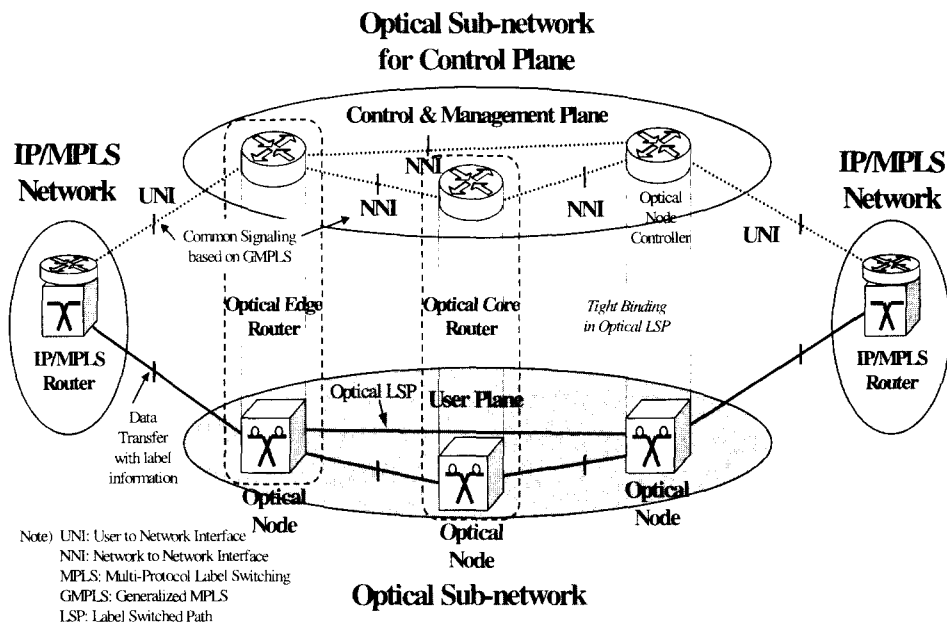 Optical Sub-network
for Control Plane
Control & Management Plane
IP/MPLS
Network
IP/MPLS
Network
UNI
NNI
NNI
NNI
Optical
Node
Controller
UNI
Common Signaling
based on GMPLS
Optical Edge
Router
Optical Core
Router
Tight Binding
in Optical LSP
IP/MPLS
Router
IP/MPLS
Router
Optical LSP
User Plane
Data
Transfer
with label
information
Optical
Node
Optical
Node
Optical
Node
Note) UNI: User to Network Interface
NNI: Network to Network Interface
MPLS: Multi-Protocol Label Switching
GMPLS: Generalized MPLS
LSP: Label Switched Path
Optical Sub-network